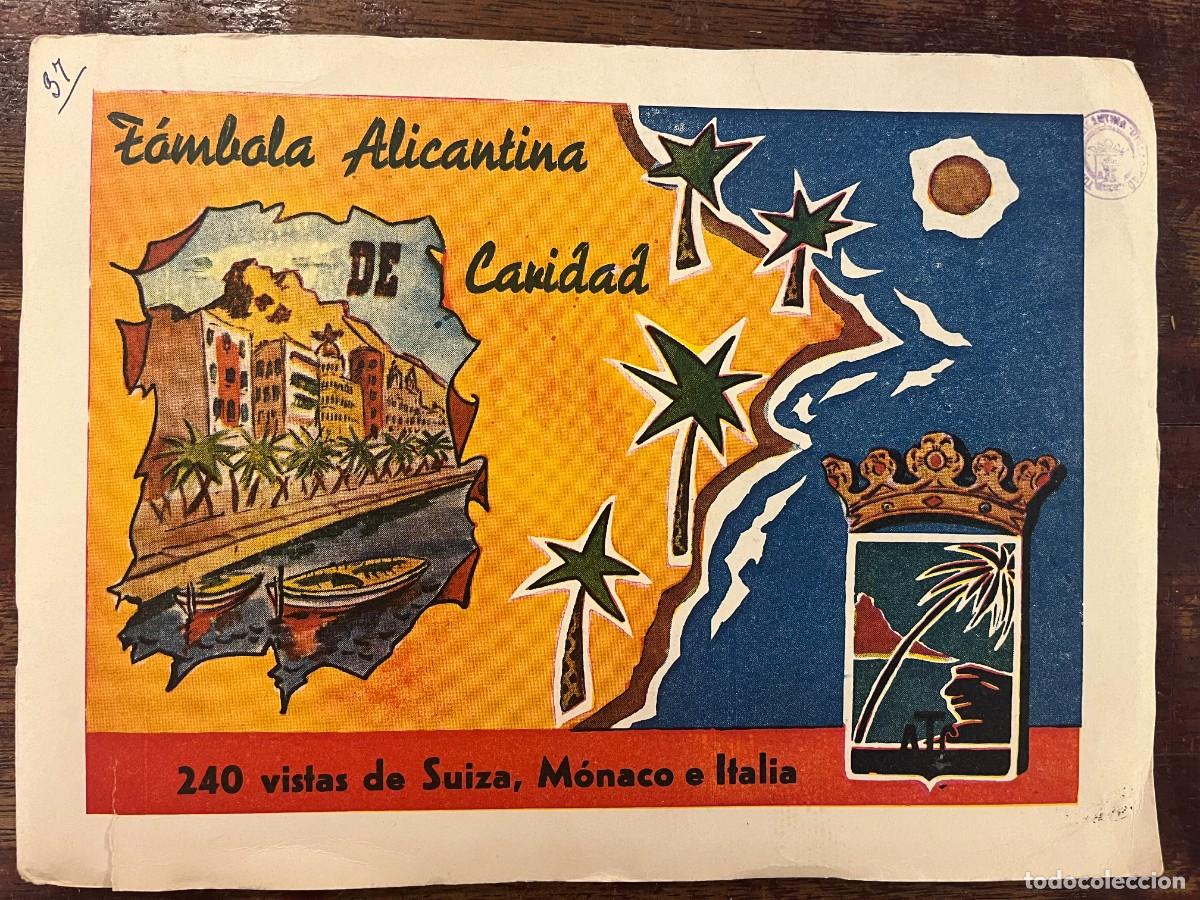 37
Tómbola Alicantina
DE Caridad
ATC
240 vistas de Suiza, Mónaco e Italia
todocoleccion